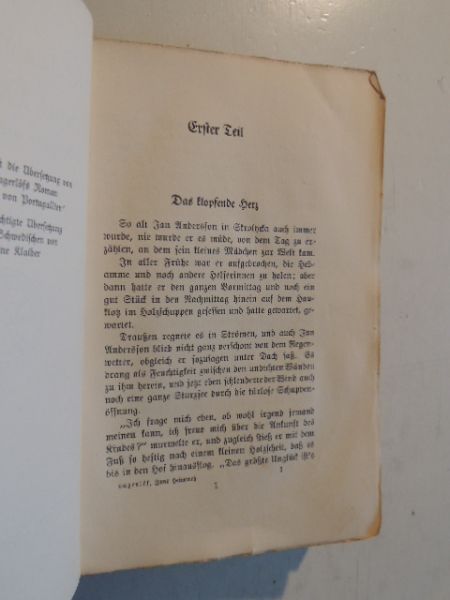 die Übersetzung von
Lagerlöfs Roman
von Portugallien"
Übersetzung
Schwedischen von
Klaiber
Erster Teil
Das klopfende Herz
So alt Jan Andersson in Skrolycka auch immer
wurde, nie wurde er es müde, von dem Tag zu er-
zählen, an dem sein kleines Mädchen zur Welt kam.
In aller Frühe war er aufgebrochen, die Heb-
amme und noch andere Helferinnen zu holen; aber
dann hatte er den ganzen Vormittag und noch ein
gut Stück in den Nachmittag hinein auf dem Hau-
klotz im Holzschuppen gesessen und hatte gewartet,
gewartet.
Draußen regnete es in Strömen, und auch Jan
Andersson blieb nicht ganz verschont von dem Regen-
wetter, obgleich er sozusagen unter Dach saß. Es
drang als Feuchtigkeit zwischen den undichten Wänden
zu ihm herein, und jetzt eben schleuderte der Wind auch
noch eine ganze Sturzsee durch die türlose Schuppen-
öffnung.
„Ich frage mich eben, ob wohl irgend jemand
meinen kann, ich freue mich über die Ankunft des
Kindes?" murmelte er, und zugleich stieß er mit dem
Fuß so heftig nach einem kleinen Holzscheit, daß es
bis in den Hof hinausflog. „Das größte Unglück ist's
Lagerlöf, Jans Heimweh
1